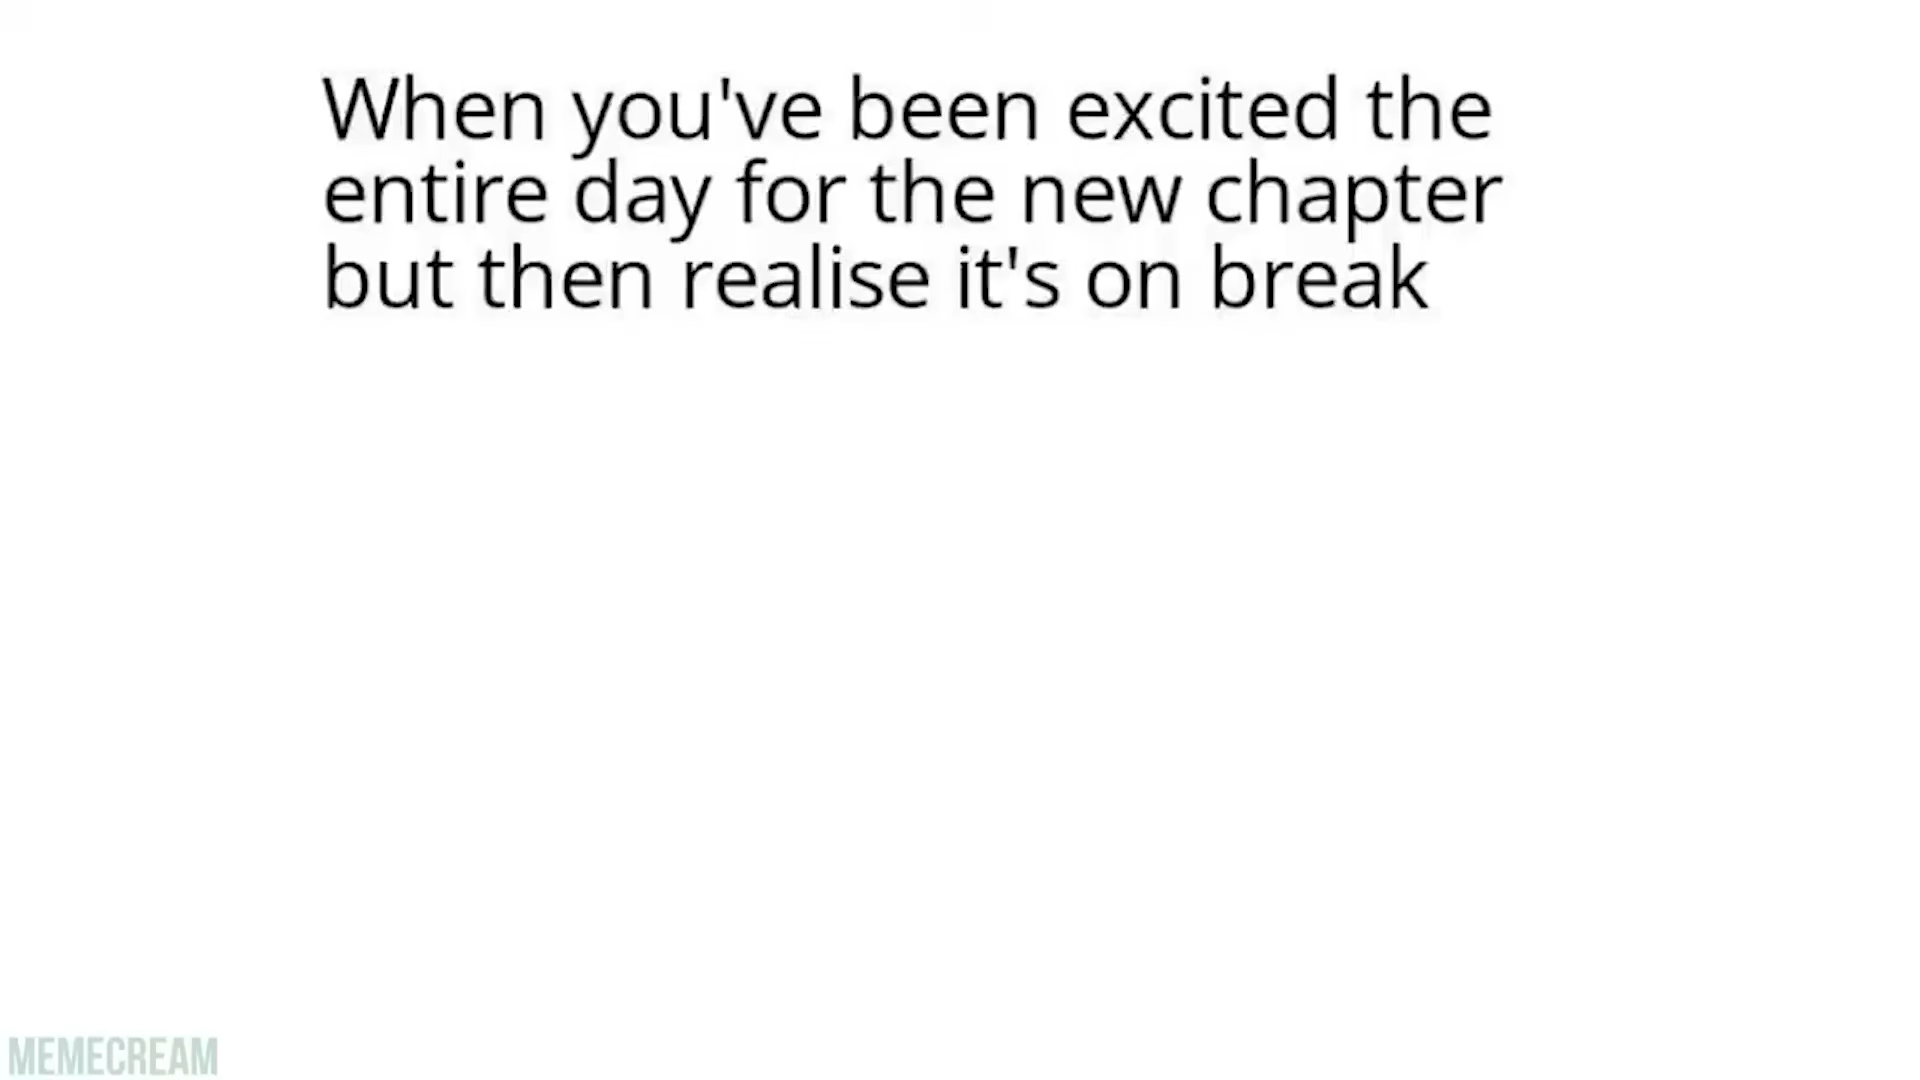 When you've been excited the
entire day for the new chapter
but then realise it's on break
MEMECREAM